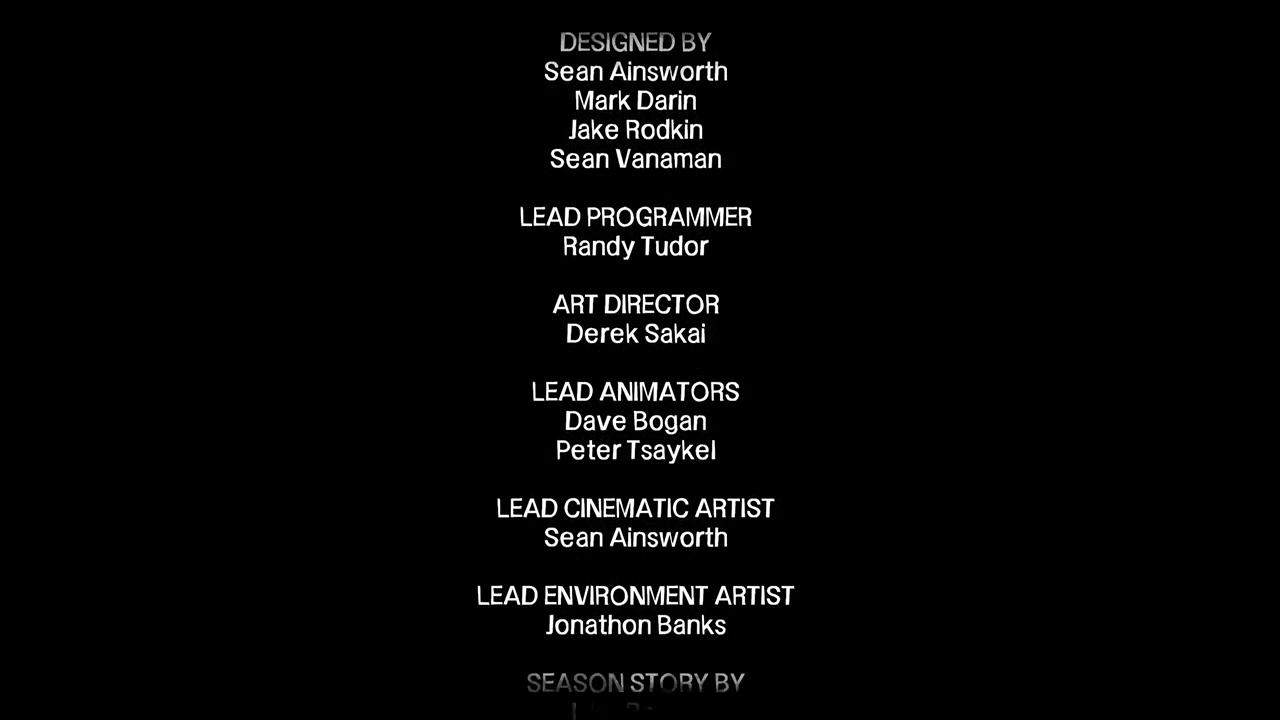 DESIGNED BY
Sean Ainsworth
Mark Darin
Jake Rodkin
Sean Vanaman
LEAD PROGRAMMER
Randy Tudor
ART DIRECTOR
Derek Sakai
LEAD ANIMATORS
Dave Bogan
Peter Tsaykel
LEAD CINEMATIC ARTIST
Sean Ainsworth
LEAD ENVIRONMENT ARTIST
Jonathon Banks
SEASON STORY BY